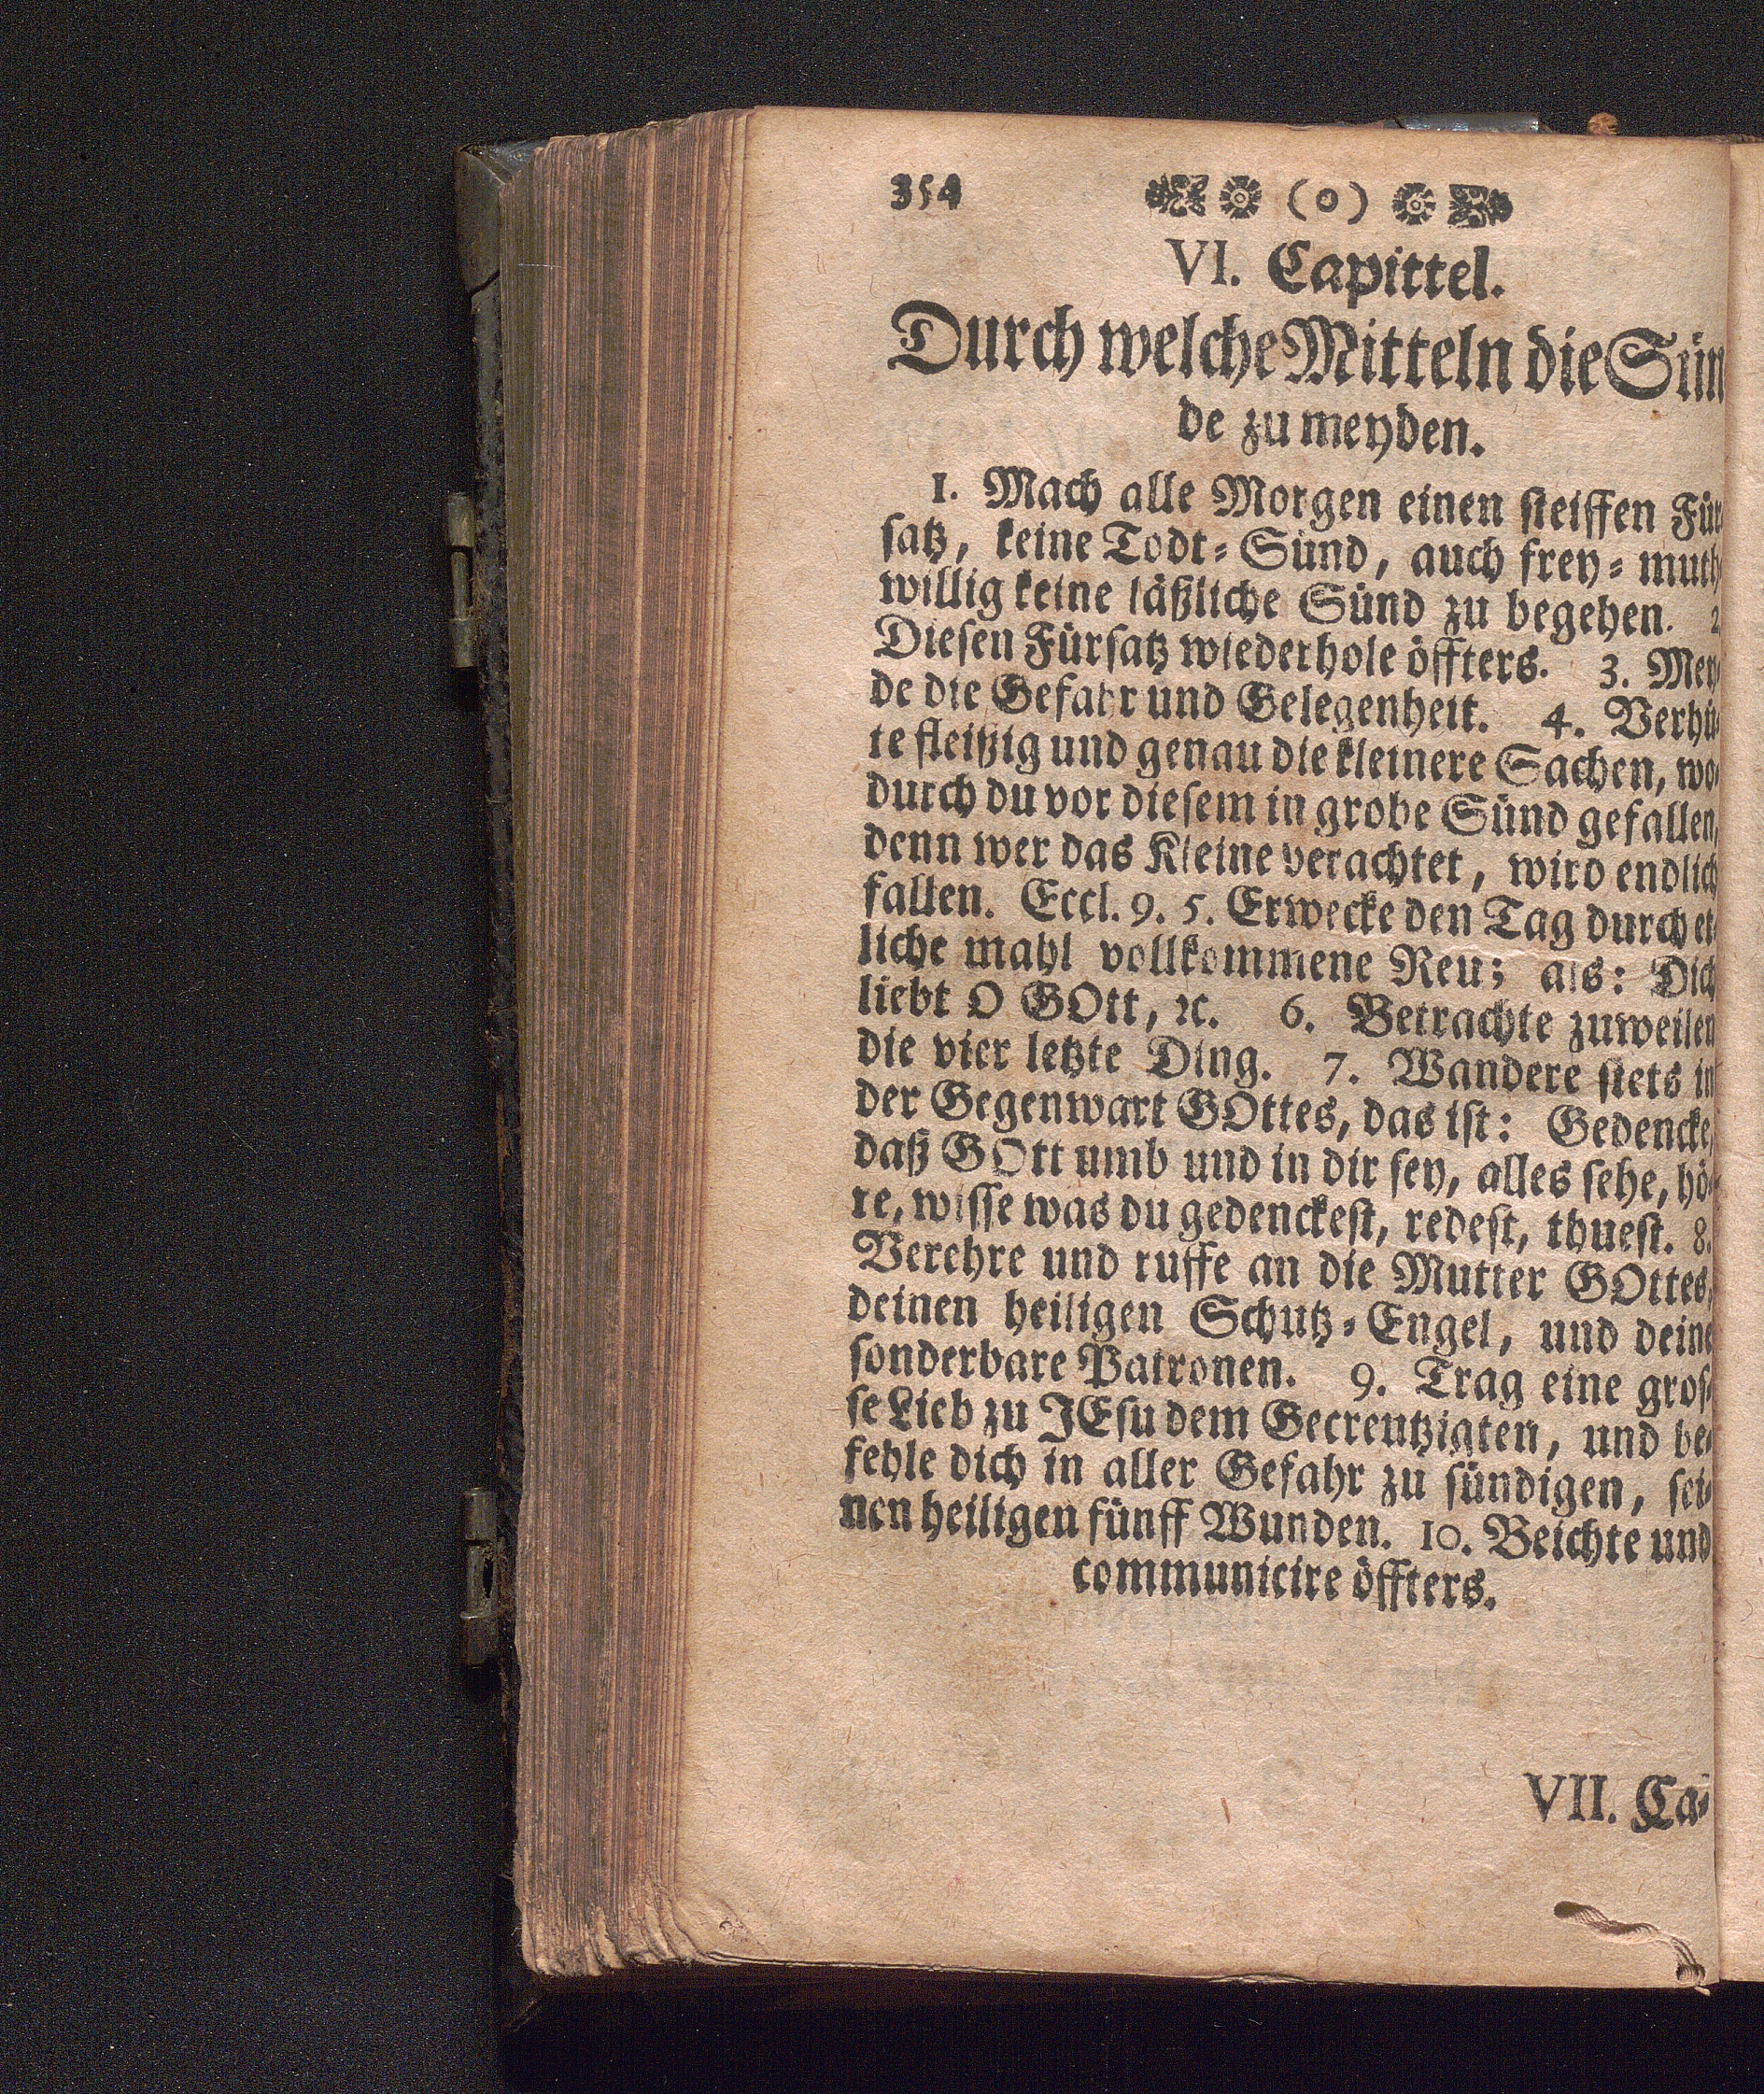 354 (o)
VI. Capittel.
Durch welche Mitteln die Sün
de zu meyden.
1. Mach alle Morgen einen steiffen Für
satz, keine Todt-Sünd, auch frey-muth
willig keine läßliche Sünd zu begehen. 2
Diesen Fürsatz wiederhole öffters. 3. Mey
de die Gefahr und Gelegenheit. 4. Verhü-
te fleißig und genau die kleinere Sachen, wo-
durch du vor diesem in grobe Sünd gefallen,
denn wer das Kleine verachtet, wird endlich
fallen. Eccl. 9. 5. Erwecke den Tag durch et-
liche mahl vollkommene Reu; als: Dich
liebt O GOtt, ꝛc. 6. Betrachte zuweilen
die vier letzte Ding. 7. Wandere stets in
der Gegenwart GOttes, das ist: Gedencke,
daß GOtt umb und in dir sey, alles sehe, hö-
re, wisse was du gedenckest, redest, thuest. 8.
Verehre und ruffe an die Mutter GOttes,
deinen heiligen Schutz-Engel, und deine
sonderbare Patronen. 9. Trag eine gros-
se Lieb zu JEsu dem Gecreutzigten, und be-
fehle dich in aller Gefahr zu sündigen, sei-
nen heiligen fünff Wunden. 10. Beichte und
communicire öffters.
VII. Ca-